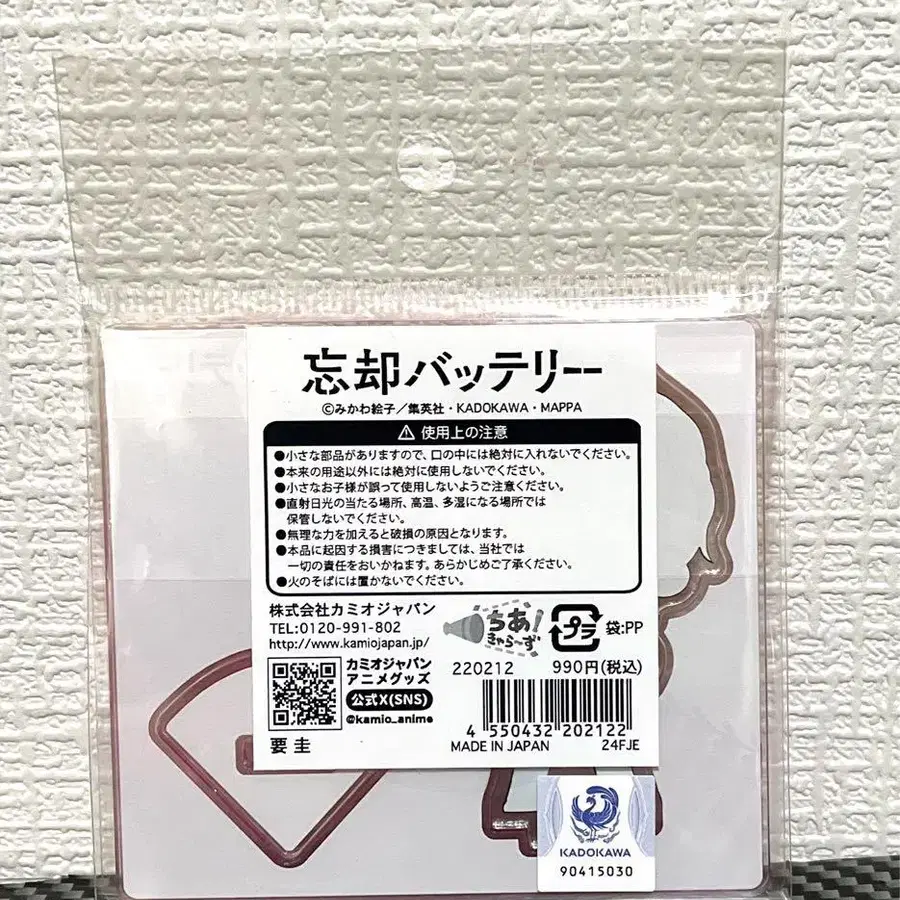 忘却バッテリー
©みかわ絵子／集英社・KADOKAWA・MAPPA
⚠ 使用上の注意
●小さな部品がありますので、口の中には絶対に入れないでください。
●本来の用途以外には絶対に使用しないでください。
●小さなお子様が誤って使用しないようご注意ください。
●直射日光の当たる場所、高温、多湿になる場所では
保管しないでください。
●無理な力を加えると破損の原因となります。
●本品に起因する損害につきましては、当社では
一切の責任をおいかねます。あらかじめご了承ください。
●火のそばには置かないでください。
株式会社カミオジャパン
TEL:0120-991-802
http://www.kamiojapan.jp/
ちあ!
きゃら〜ず
プラ
袋:PP
カミオジャパン
アニメグッズ
公式X(SNS)
@kamio_anime
要 圭
220212 990円(税込)
4 550432 202122
MADE IN JAPAN 24FJE
KADOKAWA
90415030